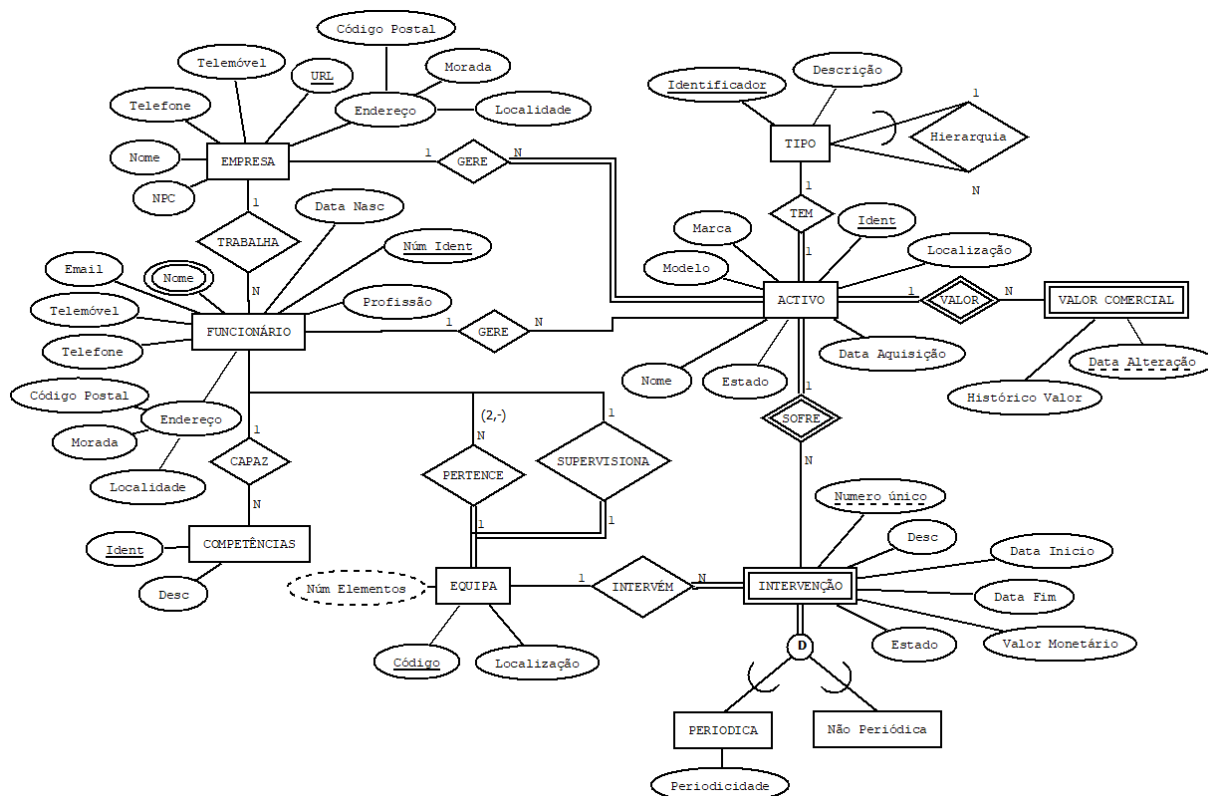 Código Postal
Telemóvel
URL
Morada
Descrição
Identificador
1
Telefone
Endereço
Localidade
Hierarquia
TIPO
Nome
EMPRESA
1
GERE
N
NPC
N
1
1
Data Nasc
TEM
Ident
Marca
TRABALHA
Núm Ident
Localização
Email
Nome
1
Modelo
N
Profissão
ACTIVO
1
VALOR
N
VALOR COMERCIAL
Telemóvel
FUNCIONÁRIO
1
GERE
N
Telefone
Data Aquisição
Data Alteração
Nome
Estado
Código Postal
Histórico Valor
1
Endereço
(2,-)
SOFRE
1
N
1
Morada
CAPAZ
SUPERVISIONA
N
PERTENCE
Localidade
Numero único
N
1
1
Desc
Ident
COMPETÊNCIAS
Data Inicio
Desc
Núm Elementos
EQUIPA
1
INTERVÉM
N
INTERVENÇÃO
Data Fim
Estado
Valor Monetário
D
Código
Localização
PERIODICA
Não Periódica
Periodicidade